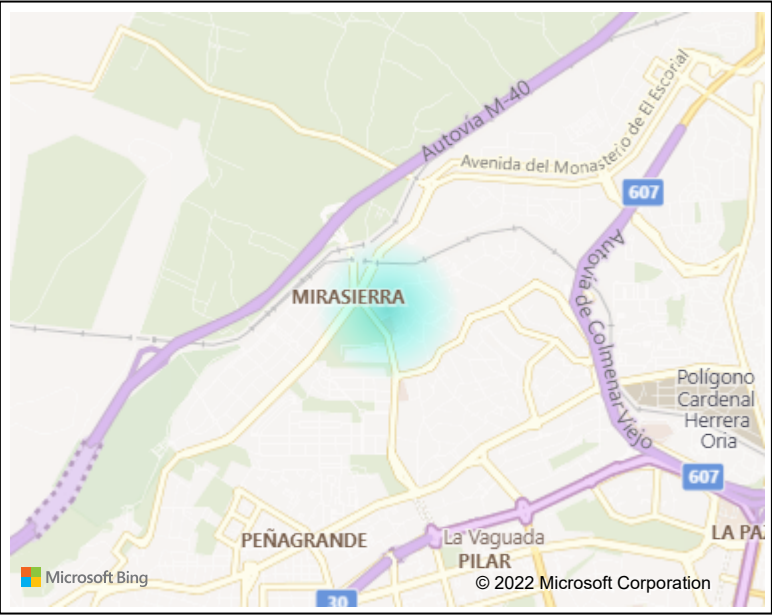 Autovía M-40
Avenida del Monasterio de El Escorial
607
Autovía de Colmenar Viejo
MIRASIERRA
Polígono
Cardenal
Herrera
Oria
607
LA PAZ
PEÑAGRANDE
La Vaguada
PILAR
Microsoft Bing
© 2022 Microsoft Corporation
30